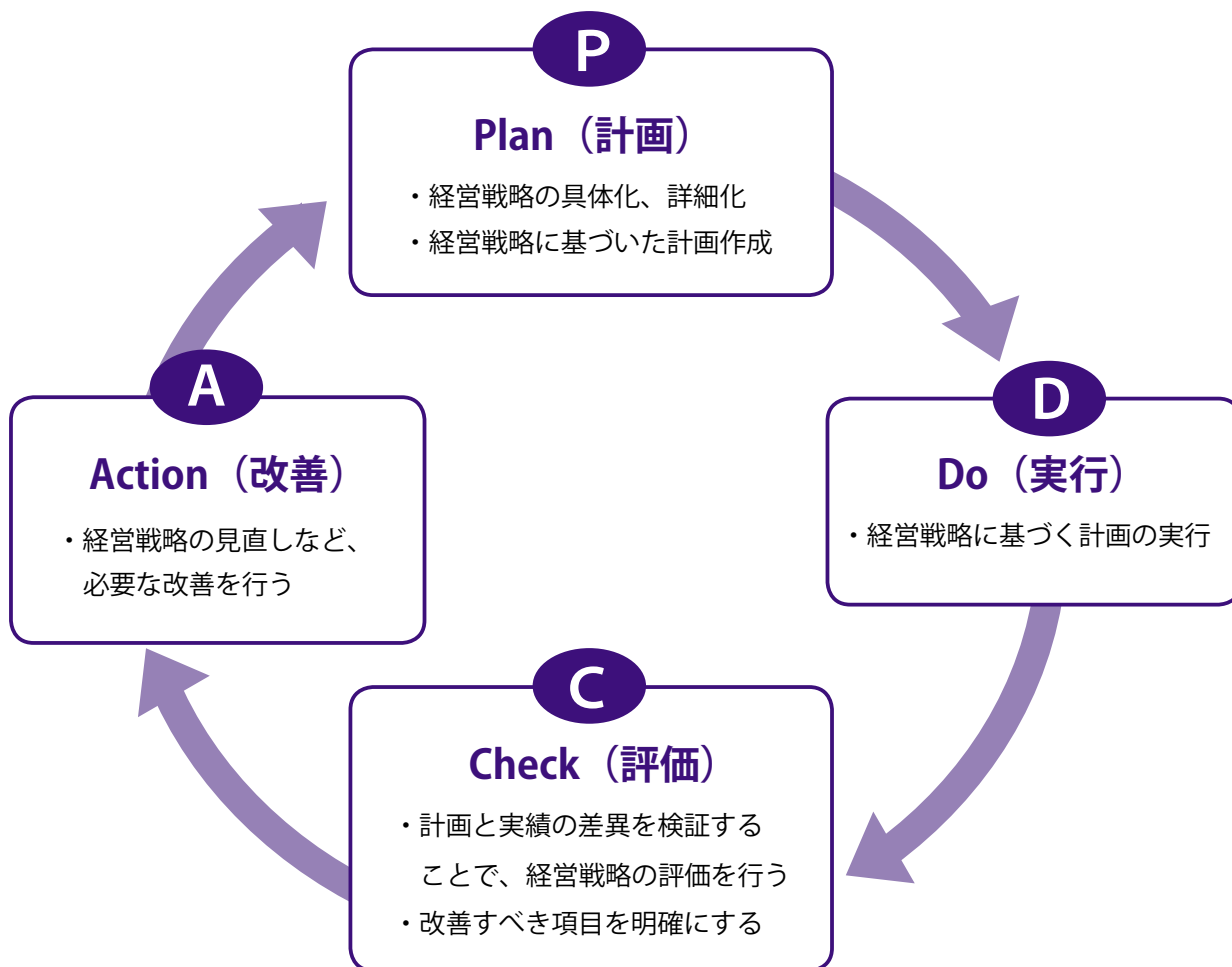 P
Plan（計画）
・経営戦略の具体化、詳細化
・経営戦略に基づいた計画作成
D
Do（実行）
・経営戦略に基づく計画の実行
C
Check（評価）
・計画と実績の差異を検証する
ことで、経営戦略の評価を行う
・改善すべき項目を明確にする
A
Action（改善）
・経営戦略の見直しなど、
必要な改善を行う